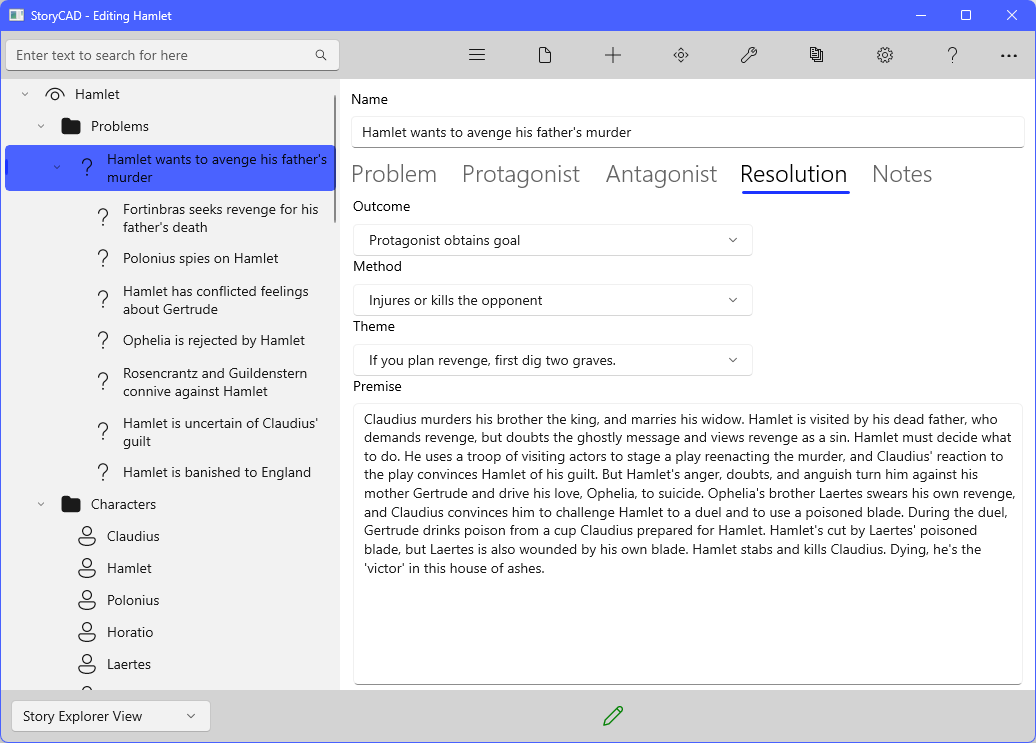 StoryCAD - Editing Hamlet
Enter text to search for here
Hamlet
Problems
Hamlet wants to avenge his father's
murder
Fortinbras seeks revenge for his
father's death
Polonius spies on Hamlet
Hamlet has conflicted feelings
about Gertrude
Ophelia is rejected by Hamlet
Rosencrantz and Guildenstern
connive against Hamlet
Hamlet is uncertain of Claudius'
guilt
Hamlet is banished to England
Characters
Claudius
Hamlet
Polonius
Horatio
Laertes
Name
Hamlet wants to avenge his father's murder
Problem Protagonist Antagonist Resolution Notes
Outcome
Protagonist obtains goal
Method
Injures or kills the opponent
Theme
If you plan revenge, first dig two graves.
Premise
Claudius murders his brother the king, and marries his widow. Hamlet is visited by his dead father, who
demands revenge, but doubts the ghostly message and views revenge as a sin. Hamlet must decide what
to do. He uses a troop of visiting actors to stage a play reenacting the murder, and Claudius' reaction to
the play convinces Hamlet of his guilt. But Hamlet's anger, doubts, and anguish turn him against his
mother Gertrude and drive his love, Ophelia, to suicide. Ophelia's brother Laertes swears his own revenge,
and Claudius convinces him to challenge Hamlet to a duel and to use a poisoned blade. During the duel,
Gertrude drinks poison from a cup Claudius prepared for Hamlet. Hamlet's cut by Laertes' poisoned
blade, but Laertes is also wounded by his own blade. Hamlet stabs and kills Claudius. Dying, he's the
'victor' in this house of ashes.
Story Explorer View